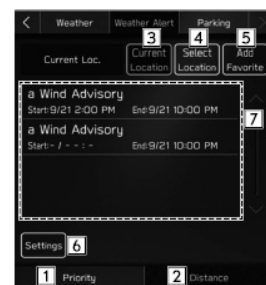 Weather Weather Alert Parking
3 4 5
Current Loc. Current Location Select Location Add Favorite
a Wind Advisory
Start:9/21 2:00 PM End:9/21 10:00 PM
7
a Wind Advisory
Start:- / - - : - End:9/21 10:00 PM
Settings 6
1 Priority 2 Distance